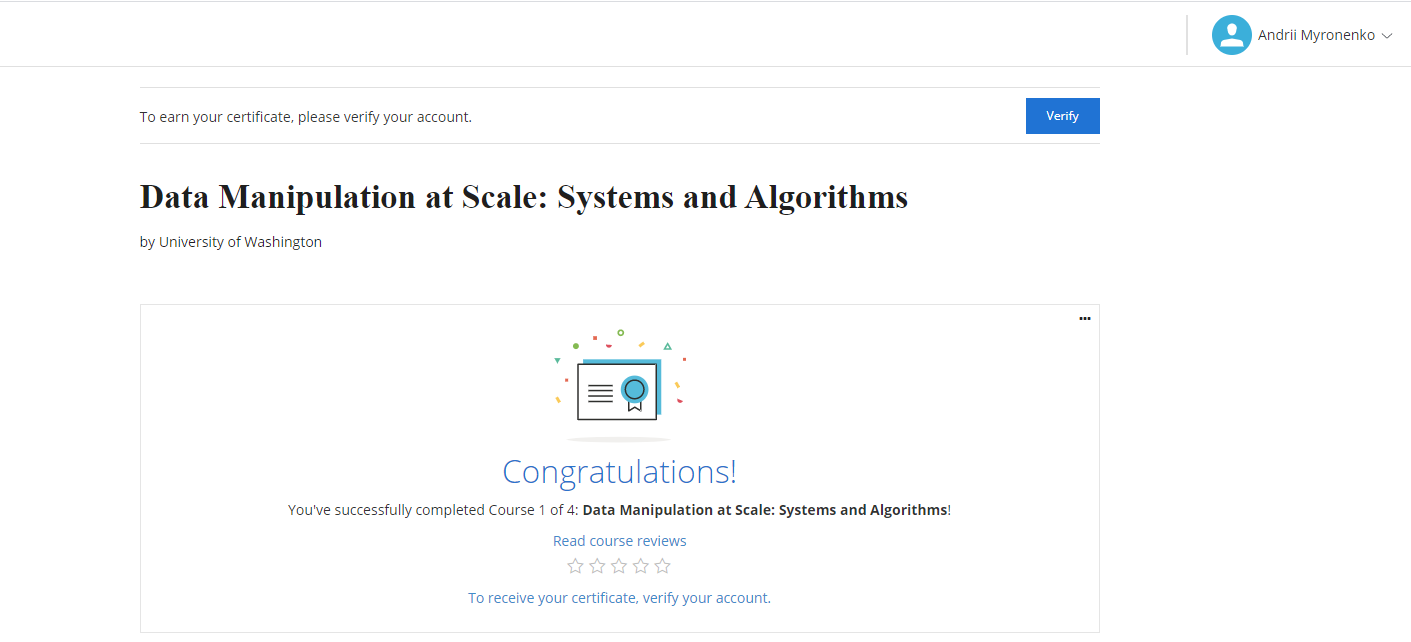 Andrii Myronenko
To earn your certificate, please verify your account.
Verify
Data Manipulation at Scale: Systems and Algorithms
by University of Washington
Congratulations!
You've successfully completed Course 1 of 4: Data Manipulation at Scale: Systems and Algorithms!
Read course reviews
To receive your certificate, verify your account.